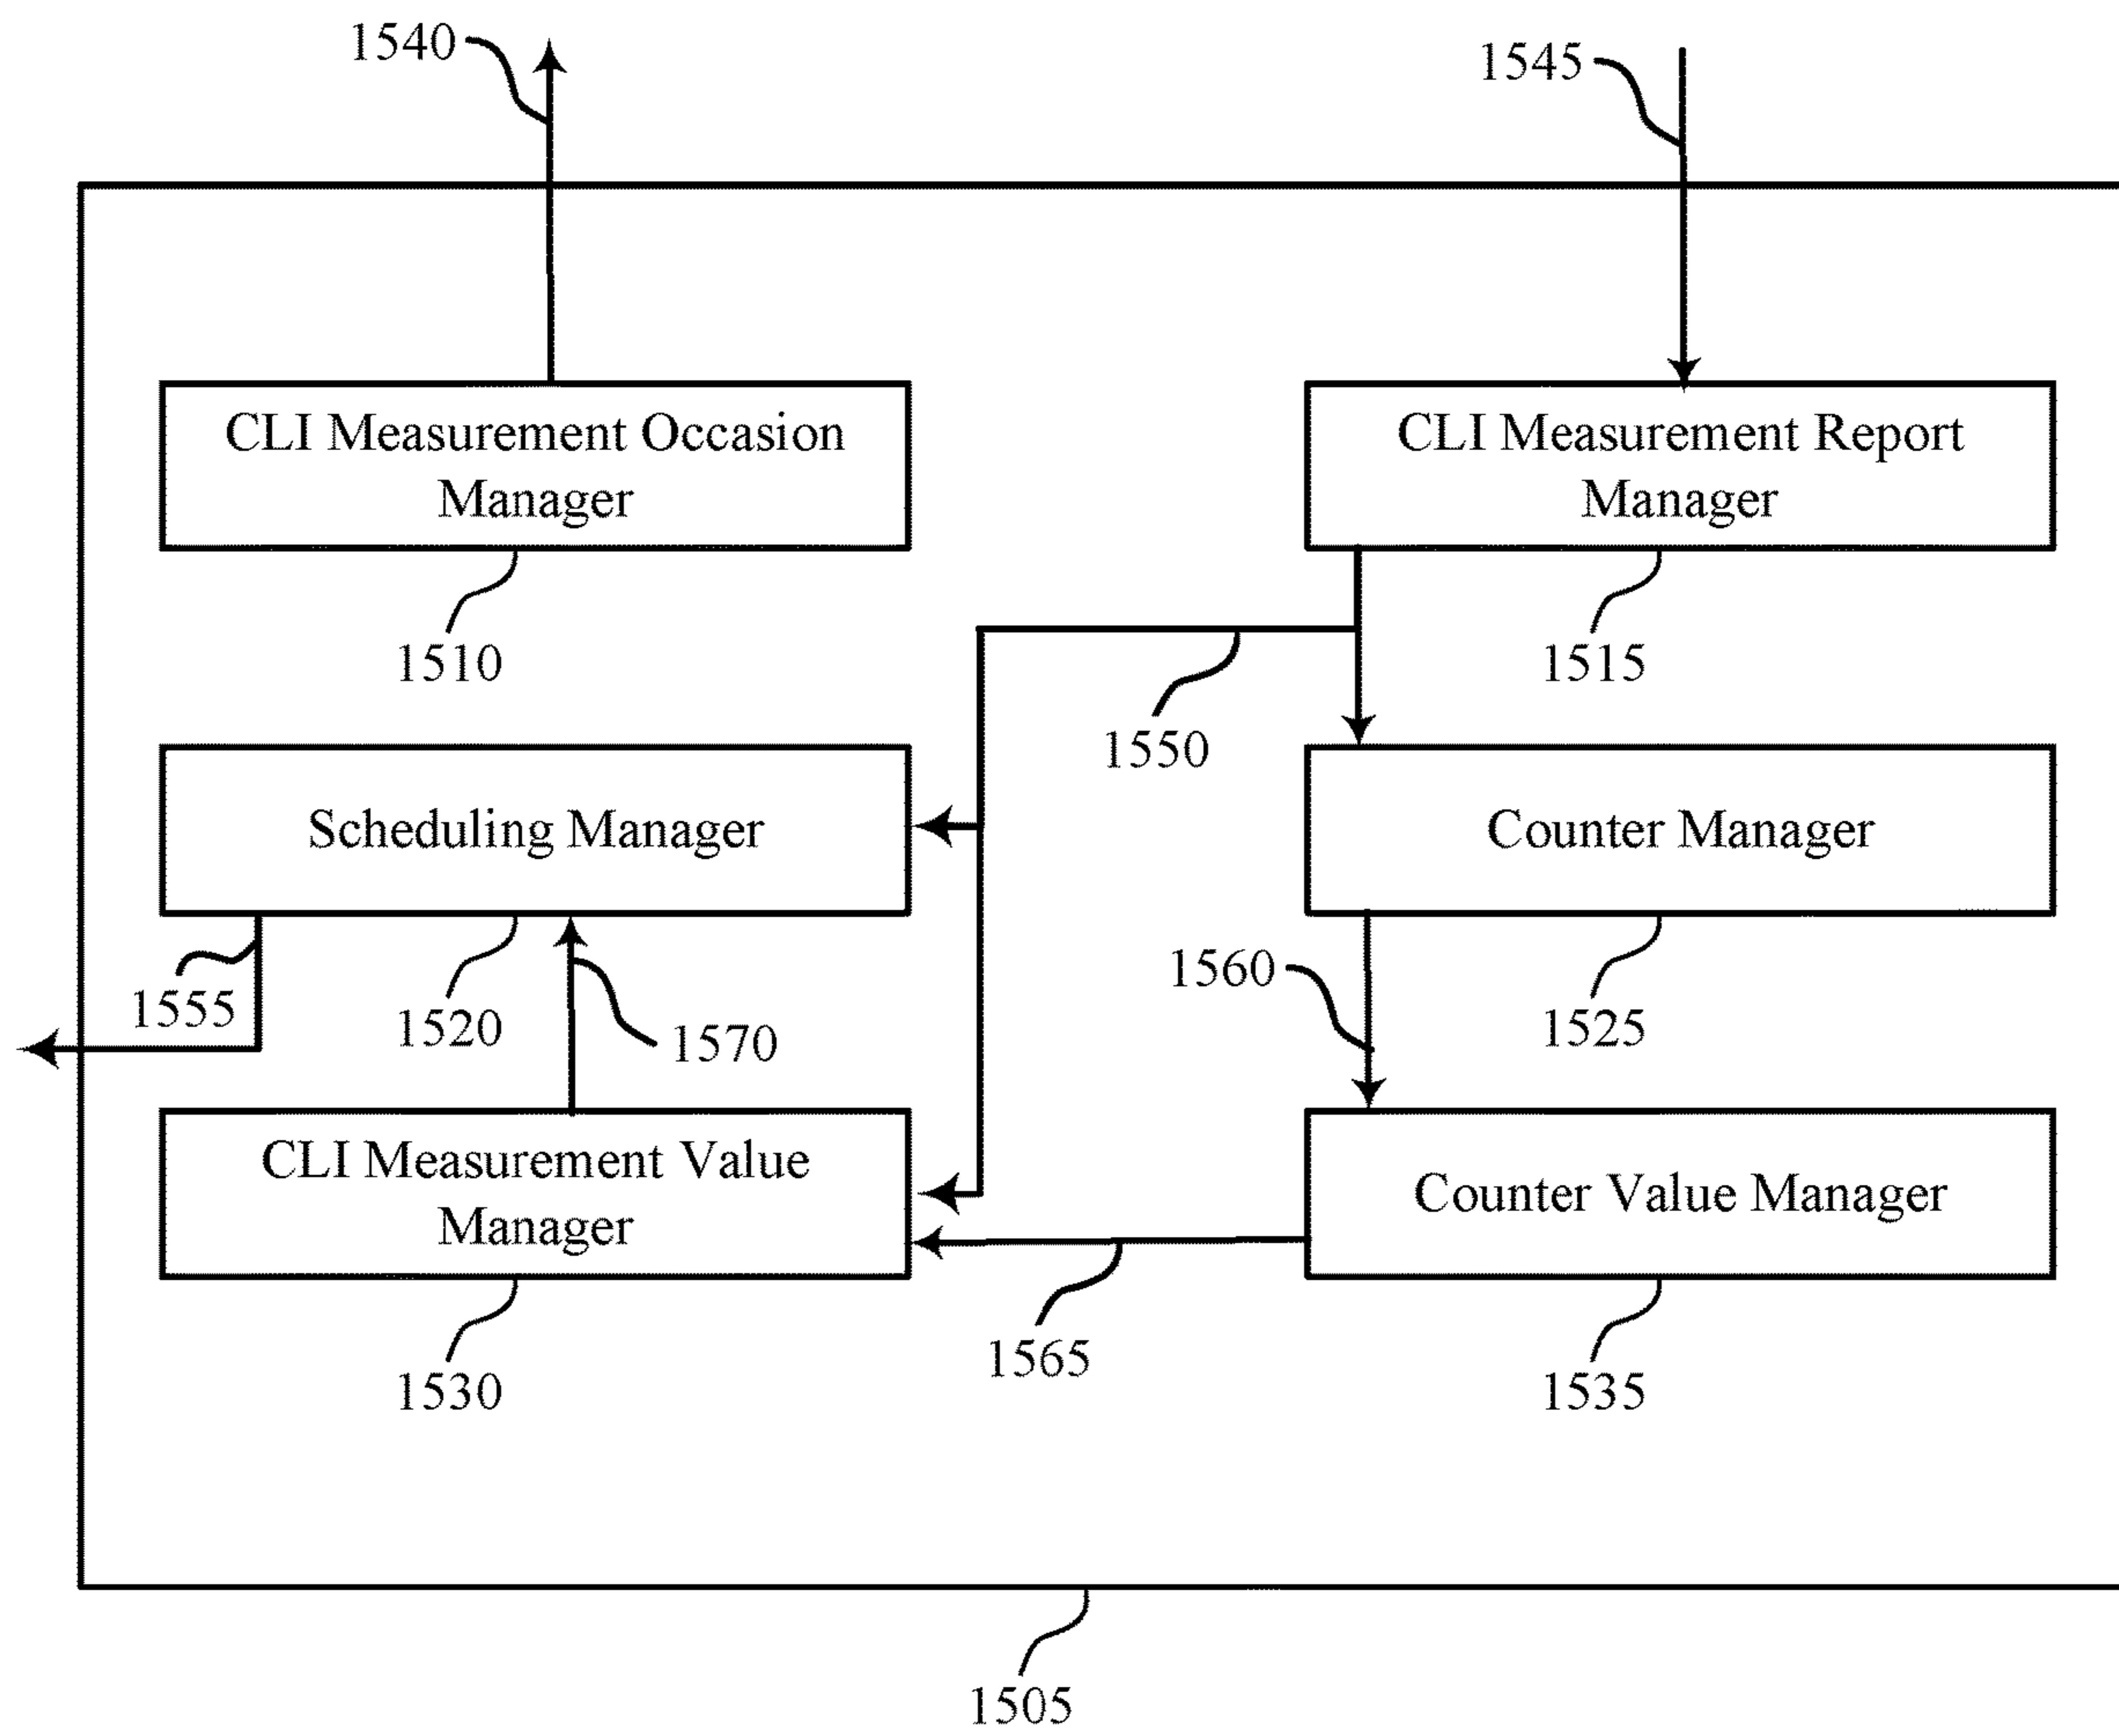 1540
1545
CLI Measurement Occasion
Manager
CLI Measurement Report
Manager
1510
1515
1550
Scheduling Manager
Counter Manager
1555
1520
1570
1560
1525
CLI Measurement Value
Manager
Counter Value Manager
1565
1530
1535
1505